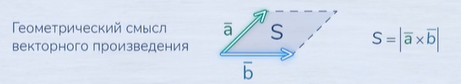 Геометрический смысл
векторного произведения
a̅
S
b̅
S = |a̅ × b̅|